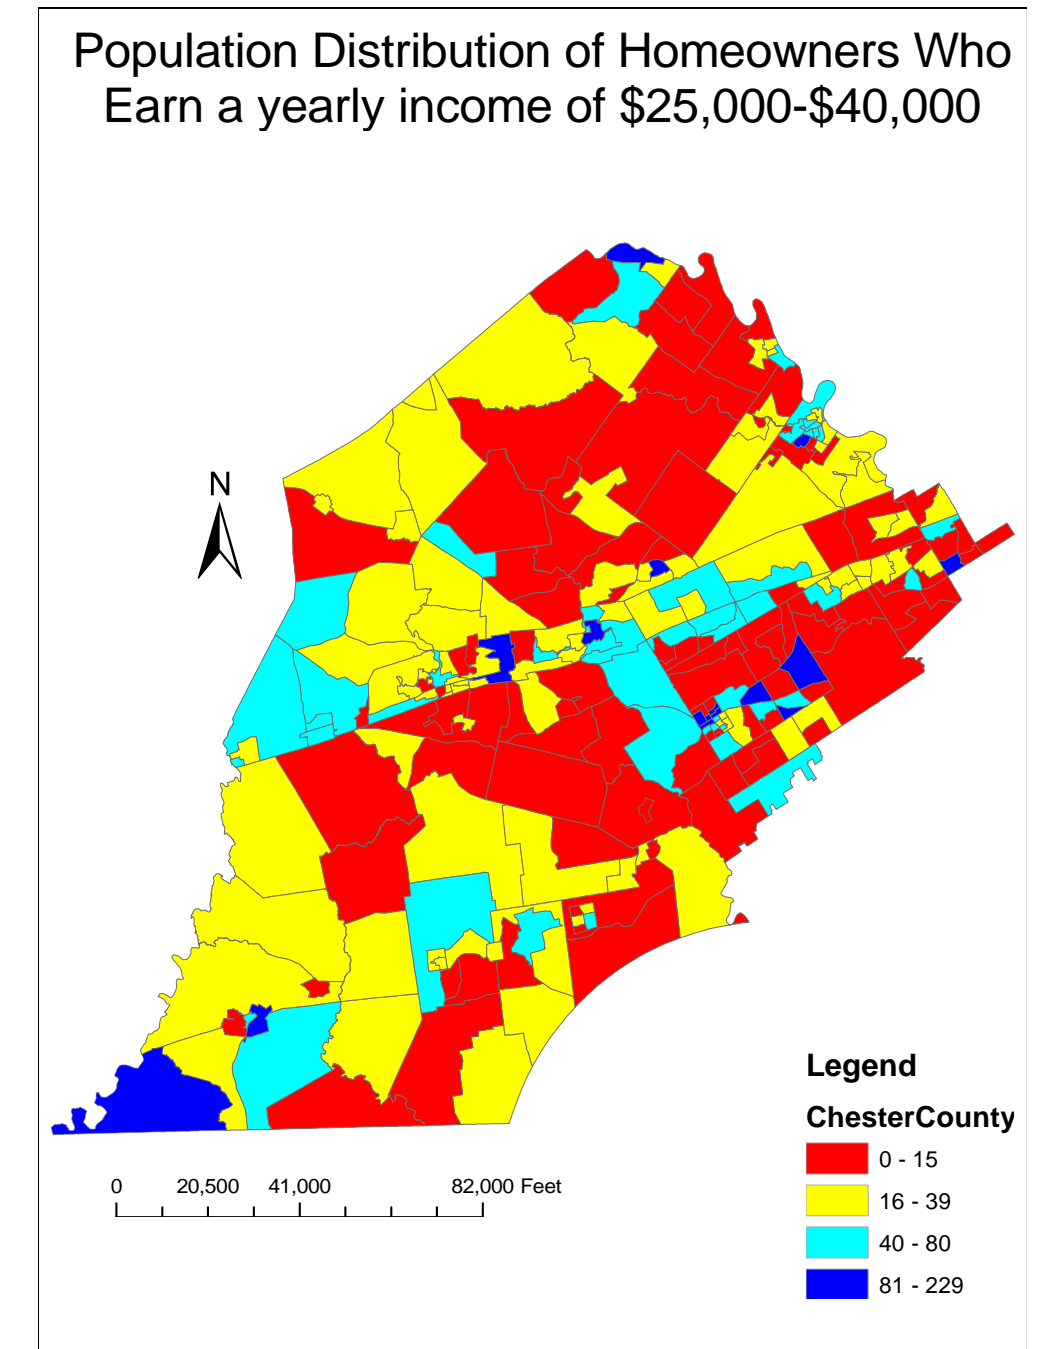 Population Distribution of Homeowners Who
Earn a yearly income of $25,000-$40,000
N
Legend
ChesterCounty
0 - 15
16 - 39
40 - 80
81 - 229
0 20,500 41,000 82,000 Feet